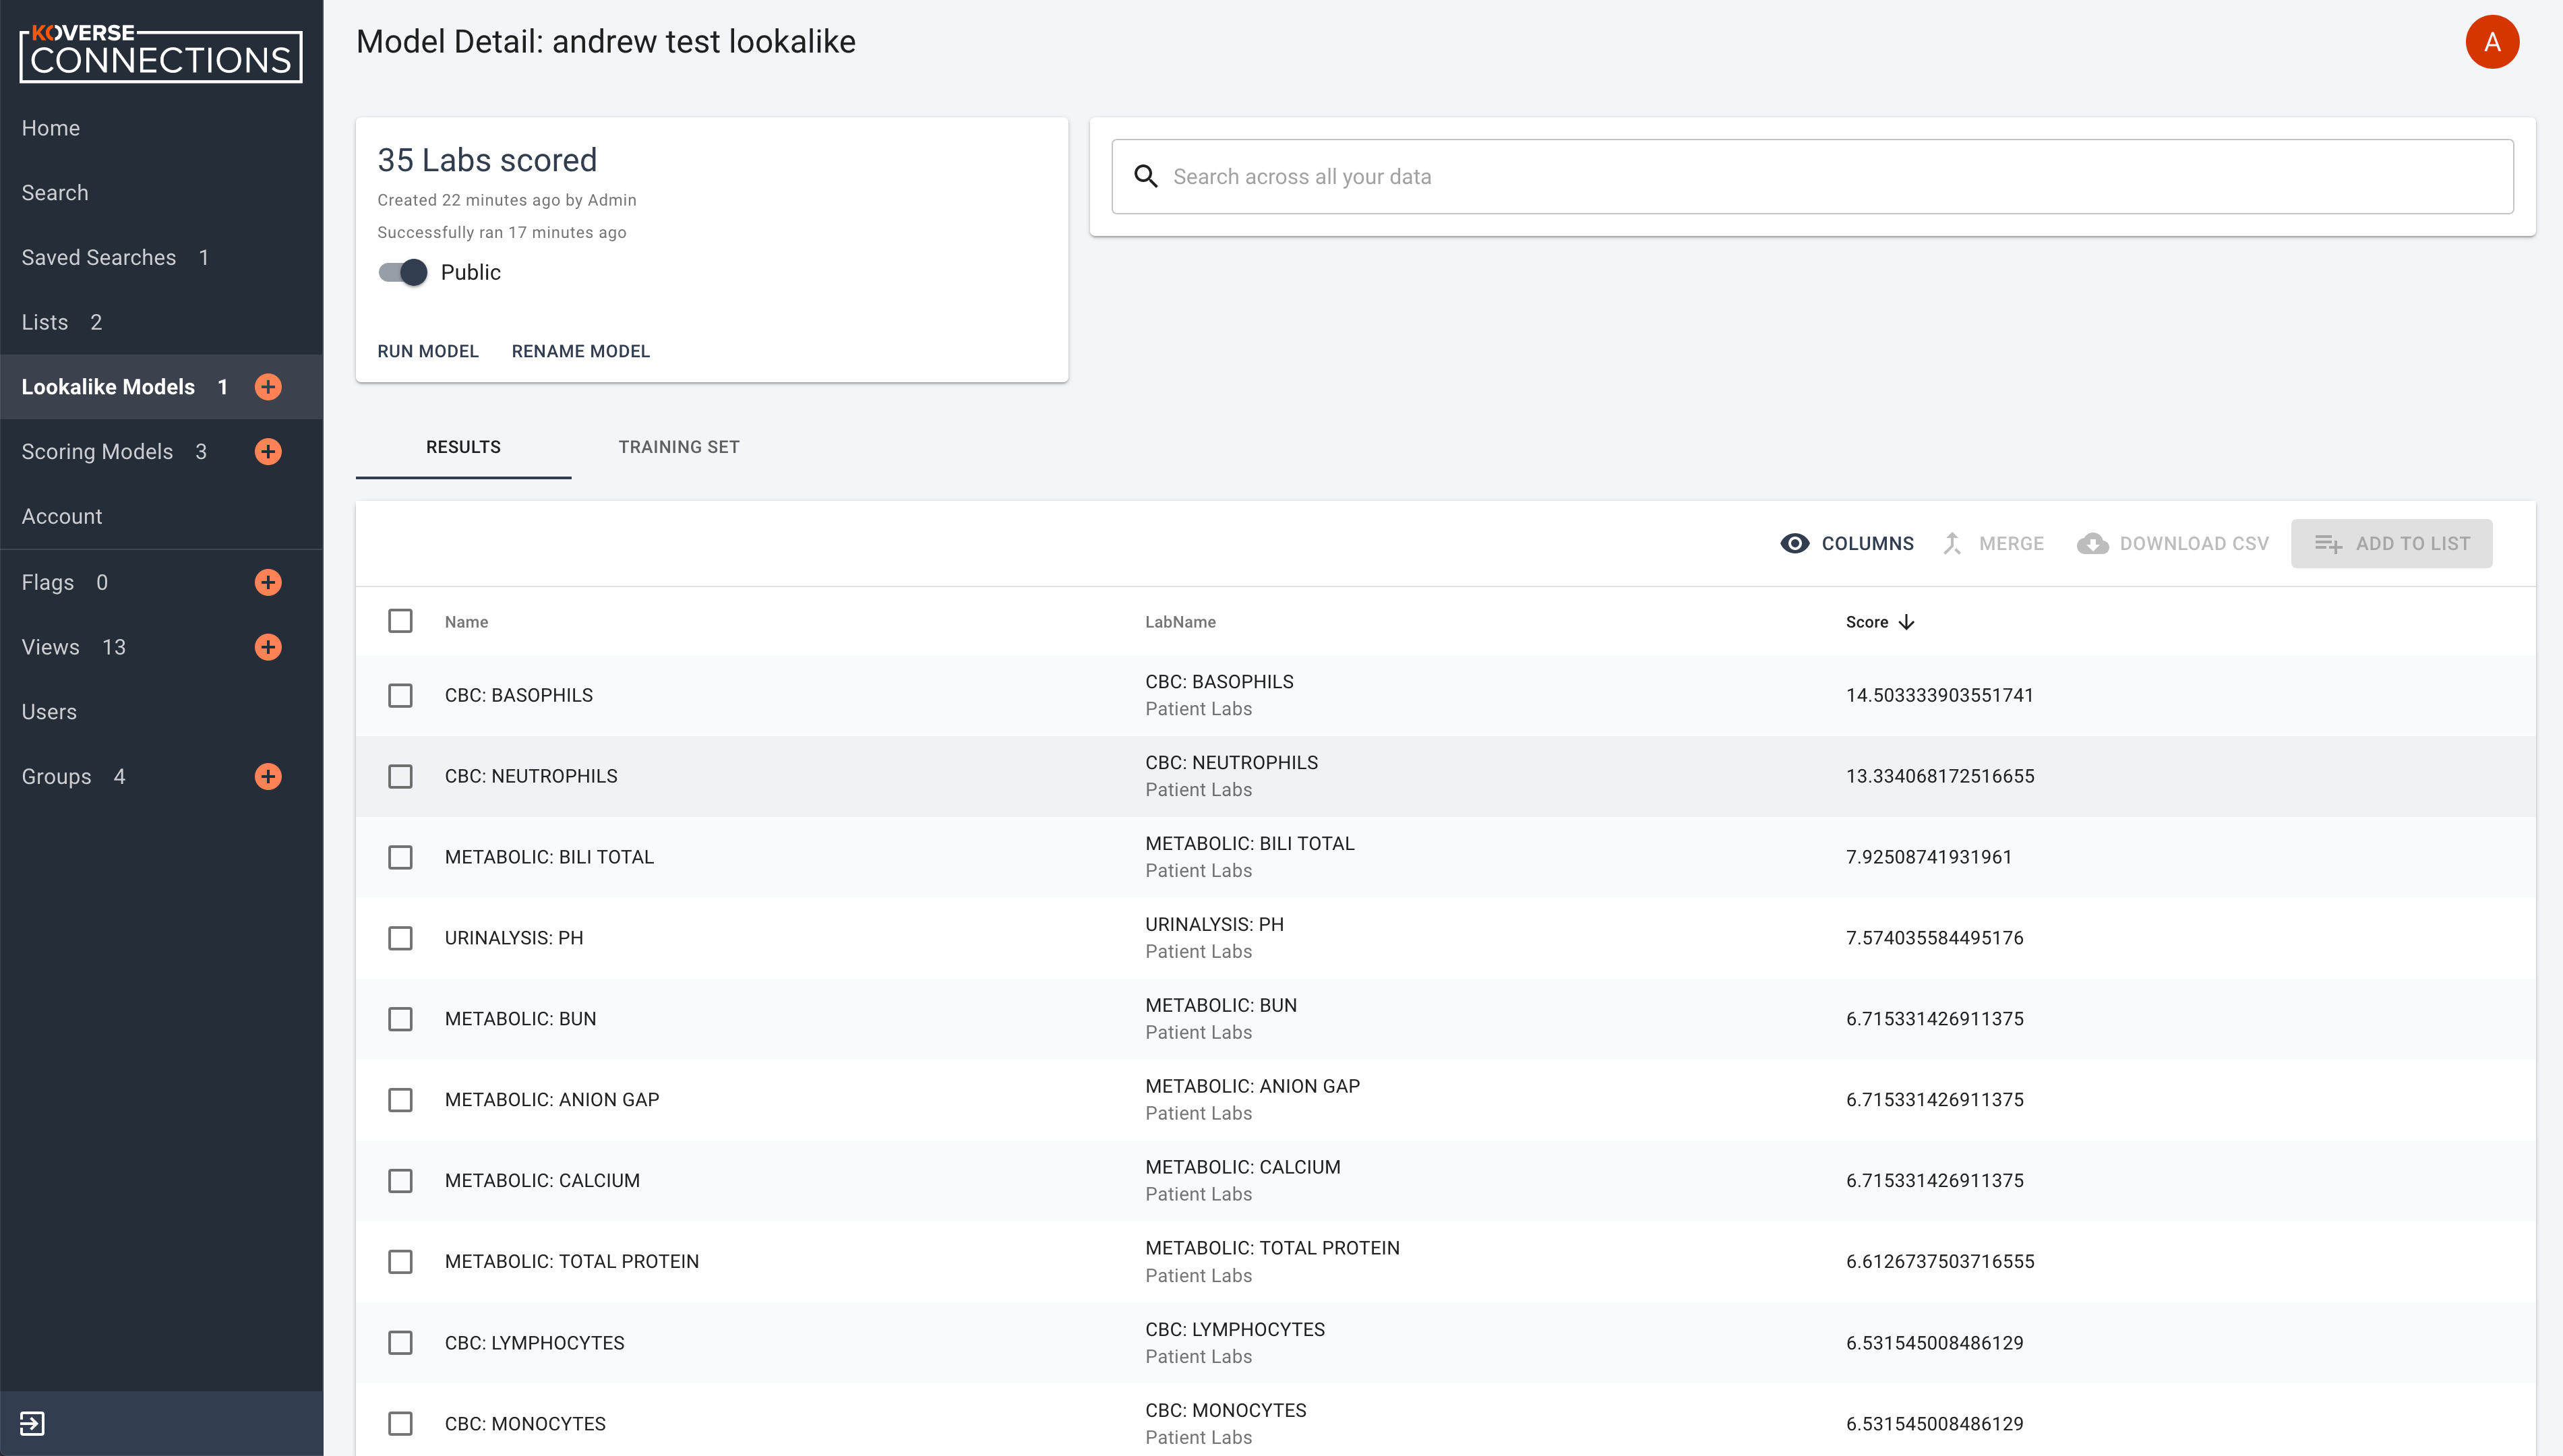 KOVERSE
CONNECTIONS
Home
Search
Saved Searches 1
Lists 2
Lookalike Models 1
Scoring Models 3
Account
Flags 0
Views 13
Users
Groups 4
Model Detail: andrew test lookalike
A
35 Labs scored
Created 22 minutes ago by Admin
Successfully ran 17 minutes ago
Public
RUN MODEL RENAME MODEL
Search across all your data
RESULTS TRAINING SET
COLUMNS MERGE DOWNLOAD CSV ADD TO LIST
Name LabName Score
CBC: BASOPHILS CBC: BASOPHILS 14.503333903551741
Patient Labs
CBC: NEUTROPHILS CBC: NEUTROPHILS 13.334068172516655
Patient Labs
METABOLIC: BILI TOTAL METABOLIC: BILI TOTAL 7.92508741931961
Patient Labs
URINALYSIS: PH URINALYSIS: PH 7.574035584495176
Patient Labs
METABOLIC: BUN METABOLIC: BUN 6.715331426911375
Patient Labs
METABOLIC: ANION GAP METABOLIC: ANION GAP 6.715331426911375
Patient Labs
METABOLIC: CALCIUM METABOLIC: CALCIUM 6.715331426911375
Patient Labs
METABOLIC: TOTAL PROTEIN METABOLIC: TOTAL PROTEIN 6.6126737503716555
Patient Labs
CBC: LYMPHOCYTES CBC: LYMPHOCYTES 6.531545008486129
Patient Labs
CBC: MONOCYTES CBC: MONOCYTES 6.531545008486129
Patient Labs